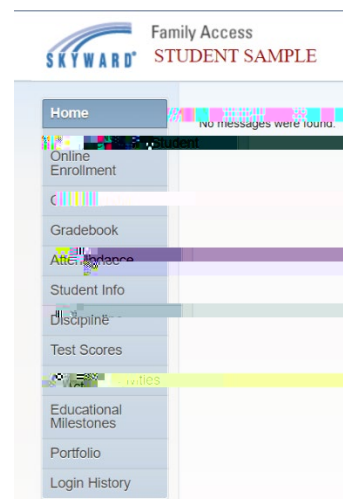 Family Access
SKYWARD®
STUDENT SAMPLE
Home
No messages were found.
Student
Online
Enrollment
Gradebook
Attendance
Student Info
Discipline
Test Scores
Educational
Milestones
Portfolio
Login History